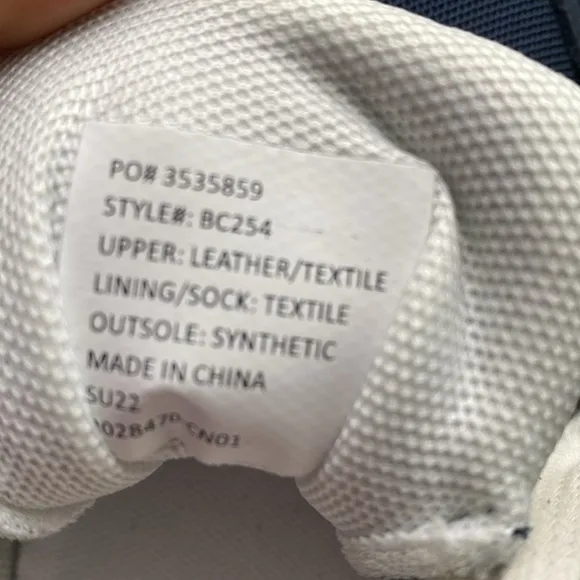 PO# 3535859
STYLE#: BC254
UPPER: LEATHER/TEXTILE
LINING/SOCK: TEXTILE
OUTSOLE: SYNTHETIC
MADE IN CHINA
SU22